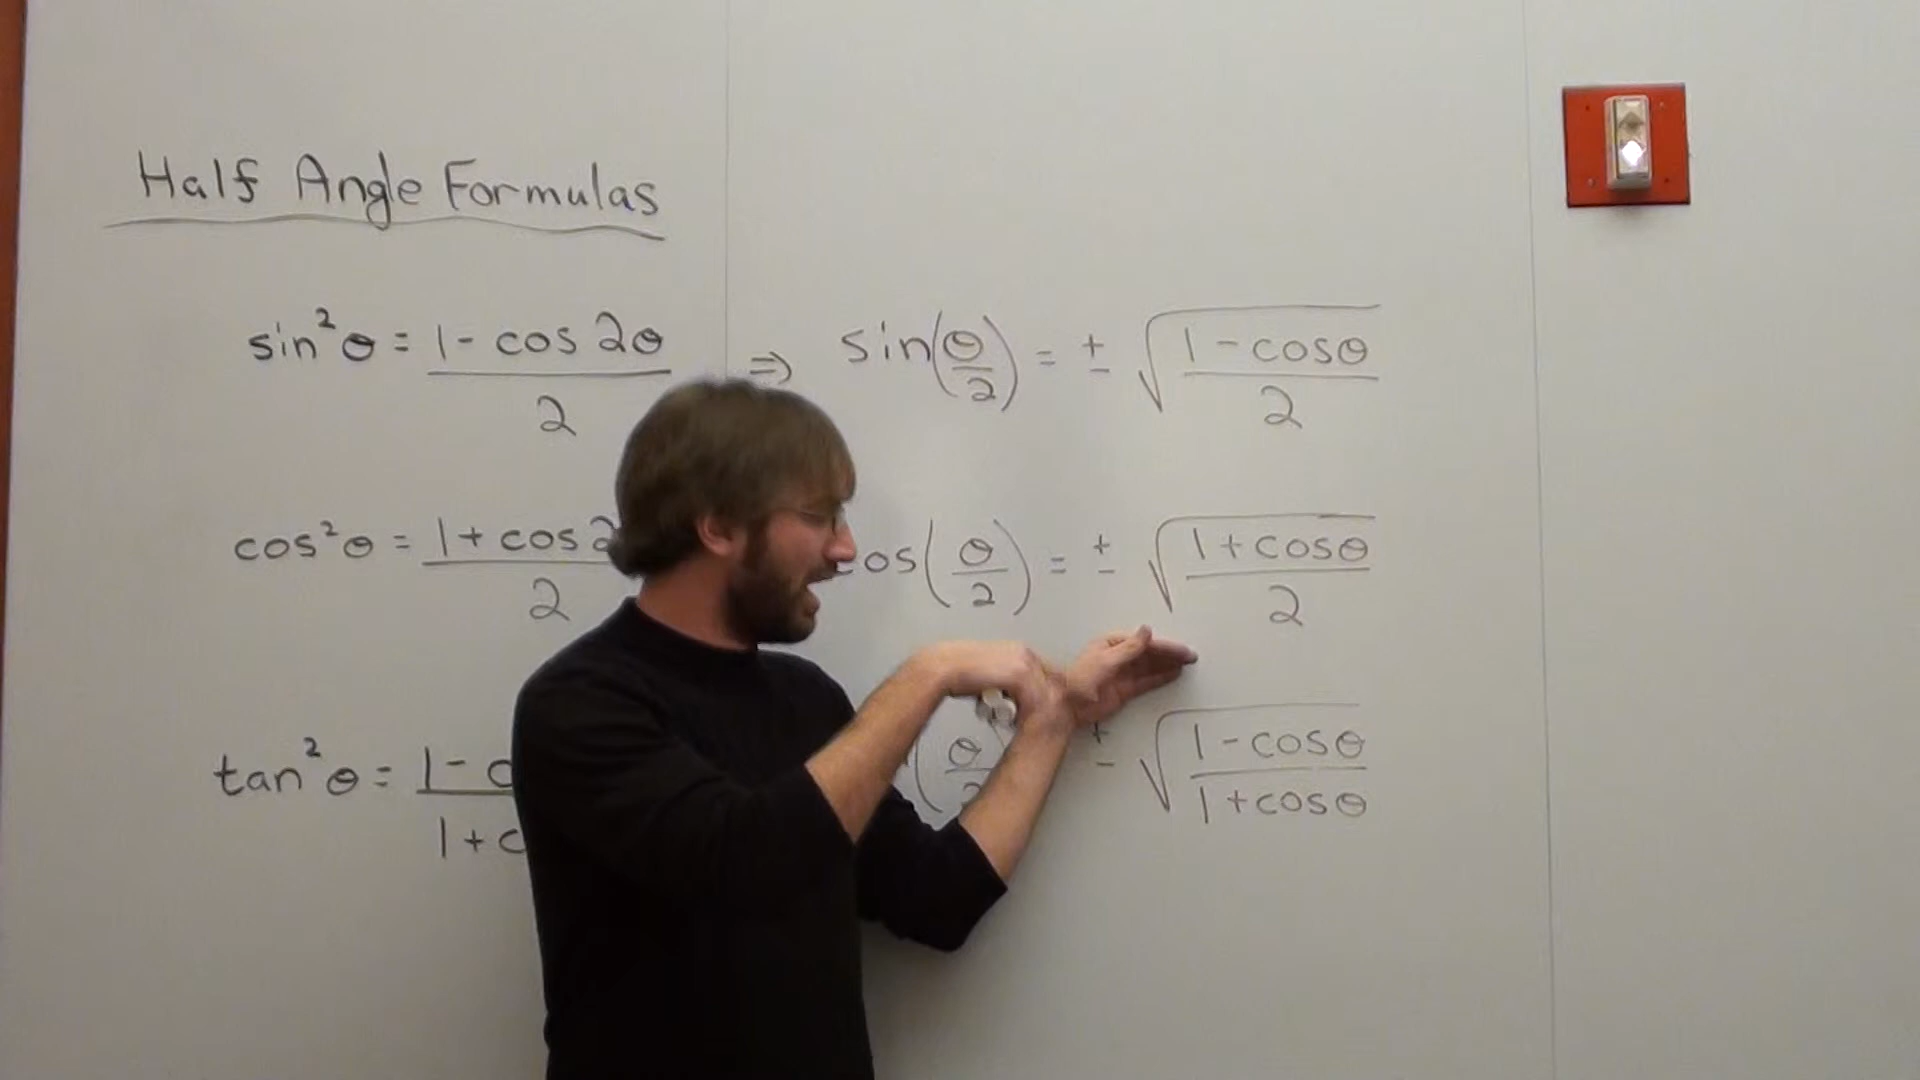 Half Angle Formulas
sin²θ = (1 - cos 2θ)/2 ⇒ sin(θ/2) = ± √((1 - cosθ)/2)
cos²θ = (1 + cos 2)/2 cos(θ/2) = ± √((1 + cosθ)/2)
tan²θ = (1 - c)/(1 + c) (θ/2) ± √((1 - cosθ)/(1 + cosθ))